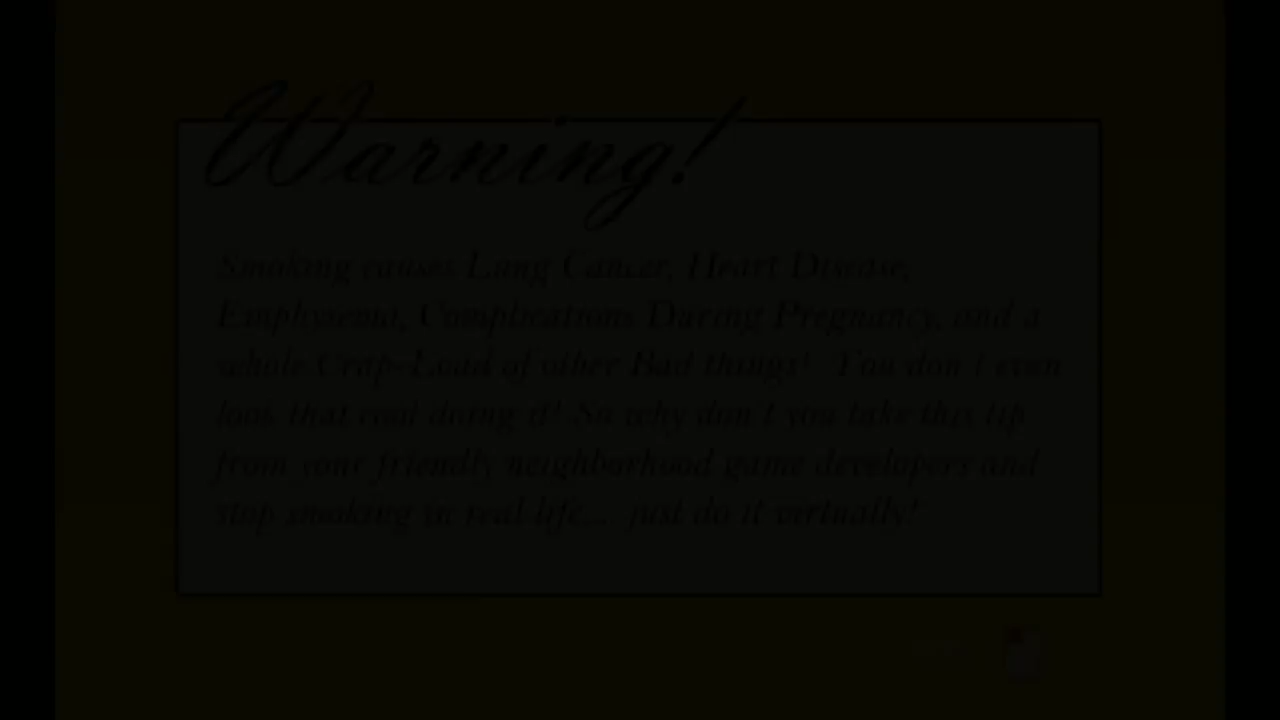 Warning!
Smoking causes Lung Cancer, Heart Disease,
Emphysema, Complications During Pregnancy, and a
whole Crap-Load of other Bad things! You don't even
look that cool doing it! So why don't you take this tip
from your friendly neighborhood game developers and
stop smoking in real-life... just do it virtually!